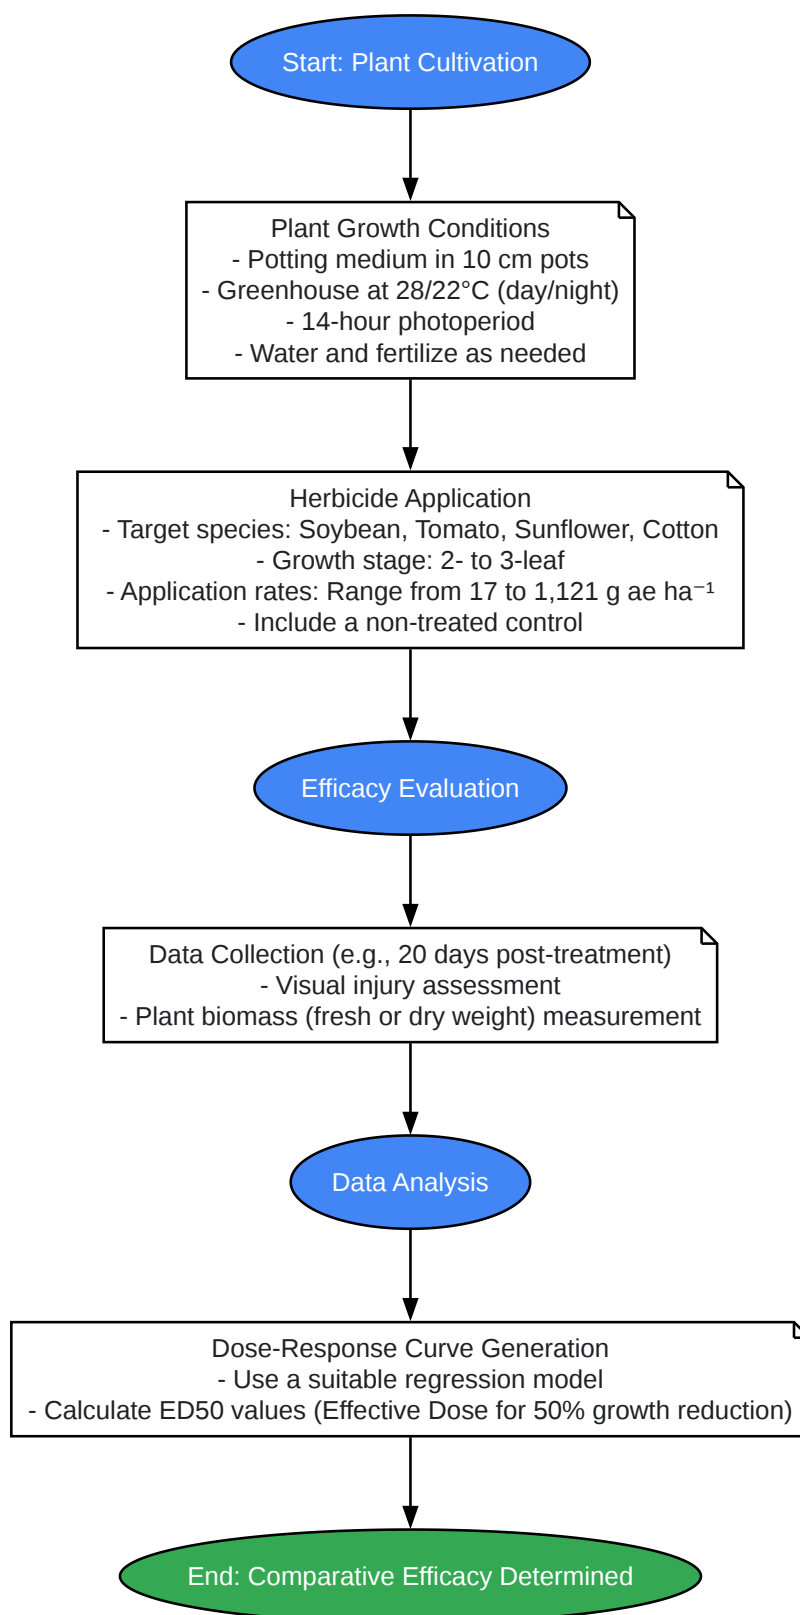 Start: Plant Cultivation
Plant Growth Conditions
- Potting medium in 10 cm pots
- Greenhouse at 28/22°C (day/night)
- 14-hour photoperiod
- Water and fertilize as needed
Herbicide Application
- Target species: Soybean, Tomato, Sunflower, Cotton
- Growth stage: 2- to 3-leaf
- Application rates: Range from 17 to 1,121 g ae ha⁻¹
- Include a non-treated control
Efficacy Evaluation
Data Collection (e.g., 20 days post-treatment)
- Visual injury assessment
- Plant biomass (fresh or dry weight) measurement
Data Analysis
Dose-Response Curve Generation
- Use a suitable regression model
- Calculate ED50 values (Effective Dose for 50% growth reduction)
End: Comparative Efficacy Determined